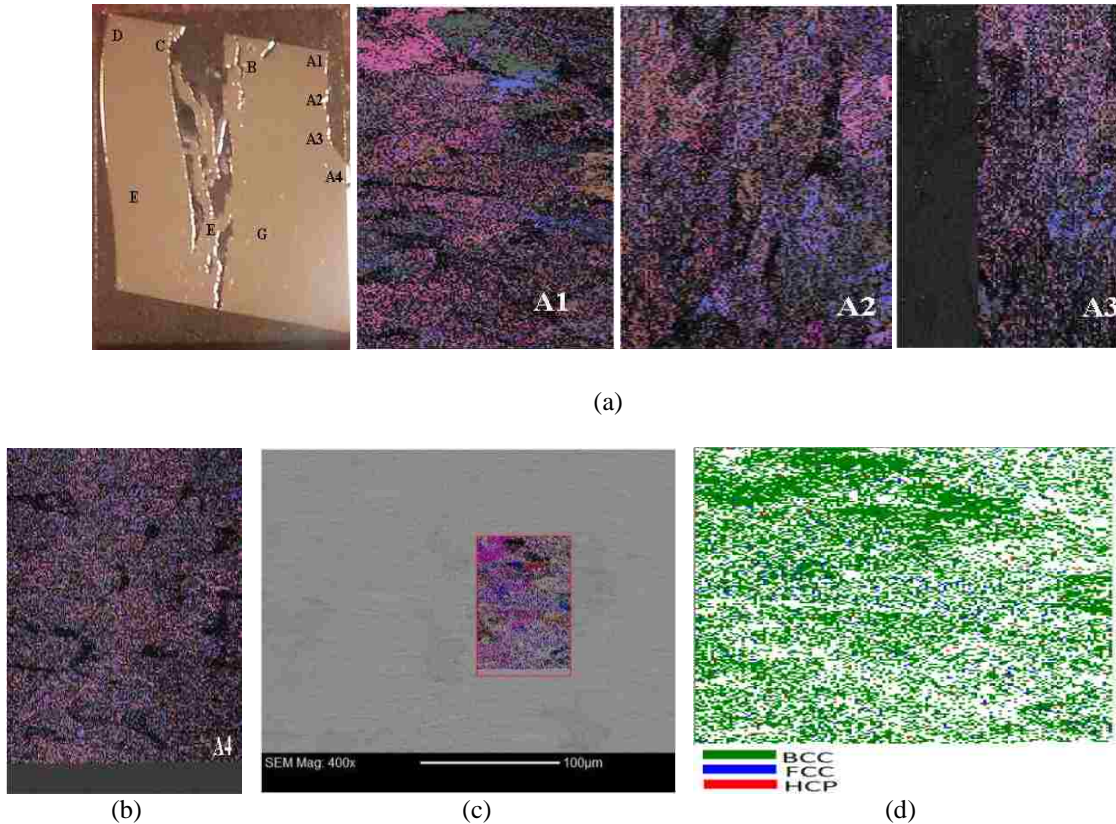 D
C
B
A1
A2
A3
A4
E
E
G
A1
A2
A3
(a)
A4
SEM Mag: 400x 100µm
BCC
FCC
HCP
(b)
(c)
(d)